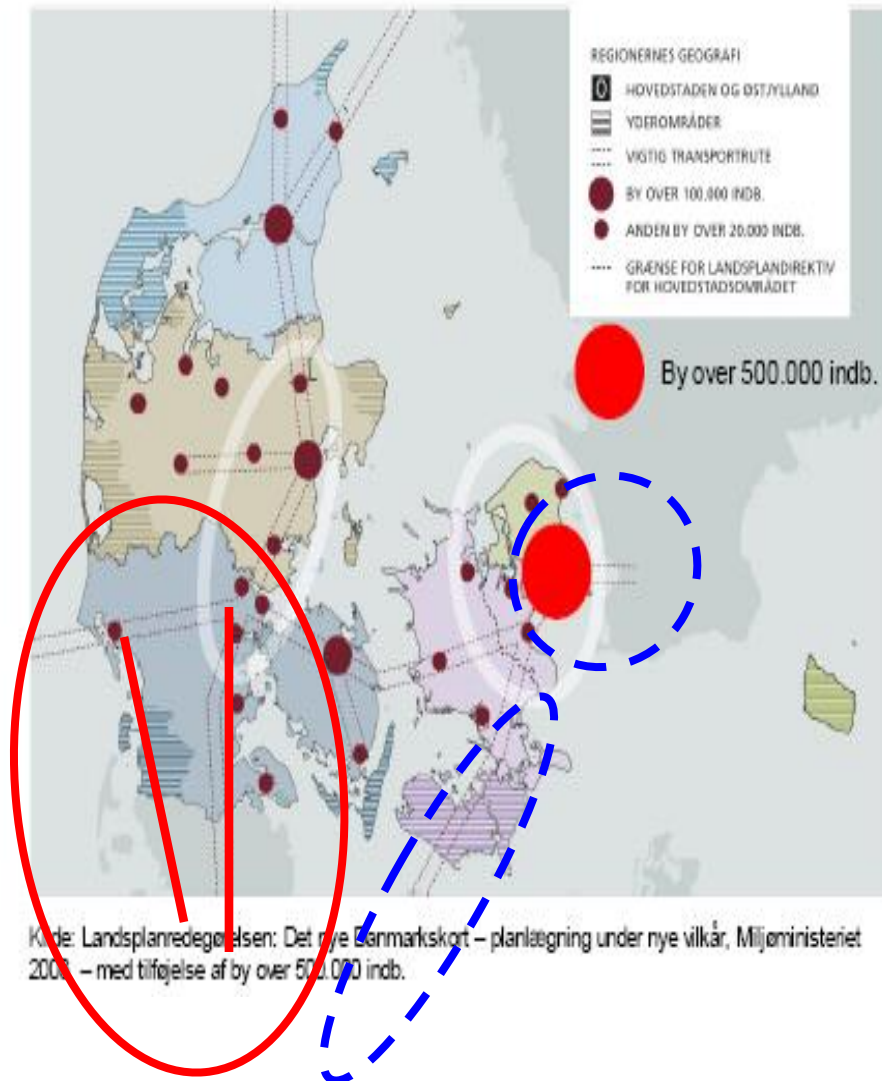 REGIONERNES GEOGRAFI
HOVEDSTADEN OG ØSTJYLLAND
YDEROMRÅDER
VIGTIG TRANSPORTRUTE
BY OVER 100.000 INDB.
ANDEN BY OVER 20.000 INDB.
GRÆNSE FOR LANDSPLANDIREKTIV
FOR HOVEDSTADSOMRÅDET
By over 500.000 indb.
Kilde: Landsplanredegørelsen: Det nye Danmarkskort – planlægning under nye vilkår, Miljøministeriet
– med tilføjelse af by over 500.000 indb.